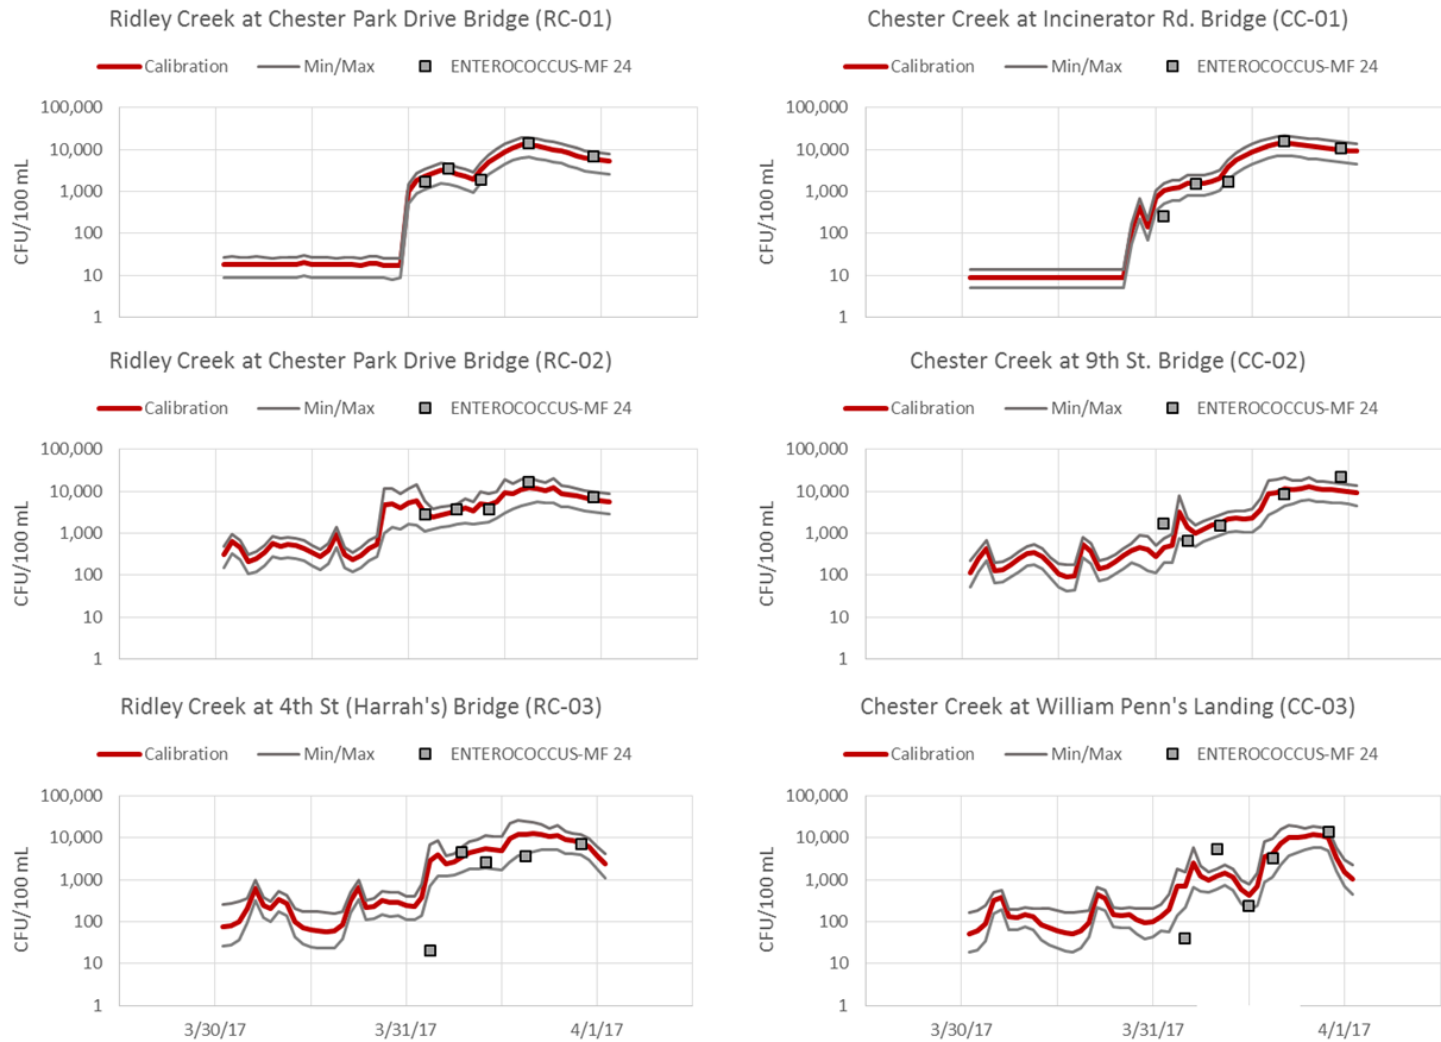 Ridley Creek at Chester Park Drive Bridge (RC-01)
Calibration Min/Max ENTEROCOCCUS-MF 24
100,000
10,000
1,000
100
10
1
CFU/100 mL
Chester Creek at Incinerator Rd. Bridge (CC-01)
Calibration Min/Max ENTEROCOCCUS-MF 24
100,000
10,000
1,000
100
10
1
CFU/100 mL
Ridley Creek at Chester Park Drive Bridge (RC-02)
Calibration Min/Max ENTEROCOCCUS-MF 24
100,000
10,000
1,000
100
10
1
CFU/100 mL
Chester Creek at 9th St. Bridge (CC-02)
Calibration Min/Max ENTEROCOCCUS-MF 24
100,000
10,000
1,000
100
10
1
CFU/100 mL
Ridley Creek at 4th St (Harrah's) Bridge (RC-03)
Calibration Min/Max ENTEROCOCCUS-MF 24
100,000
10,000
1,000
100
10
1
CFU/100 mL
3/30/17 3/31/17 4/1/17
Chester Creek at William Penn's Landing (CC-03)
Calibration Min/Max ENTEROCOCCUS-MF 24
100,000
10,000
1,000
100
10
1
CFU/100 mL
3/30/17 3/31/17 4/1/17